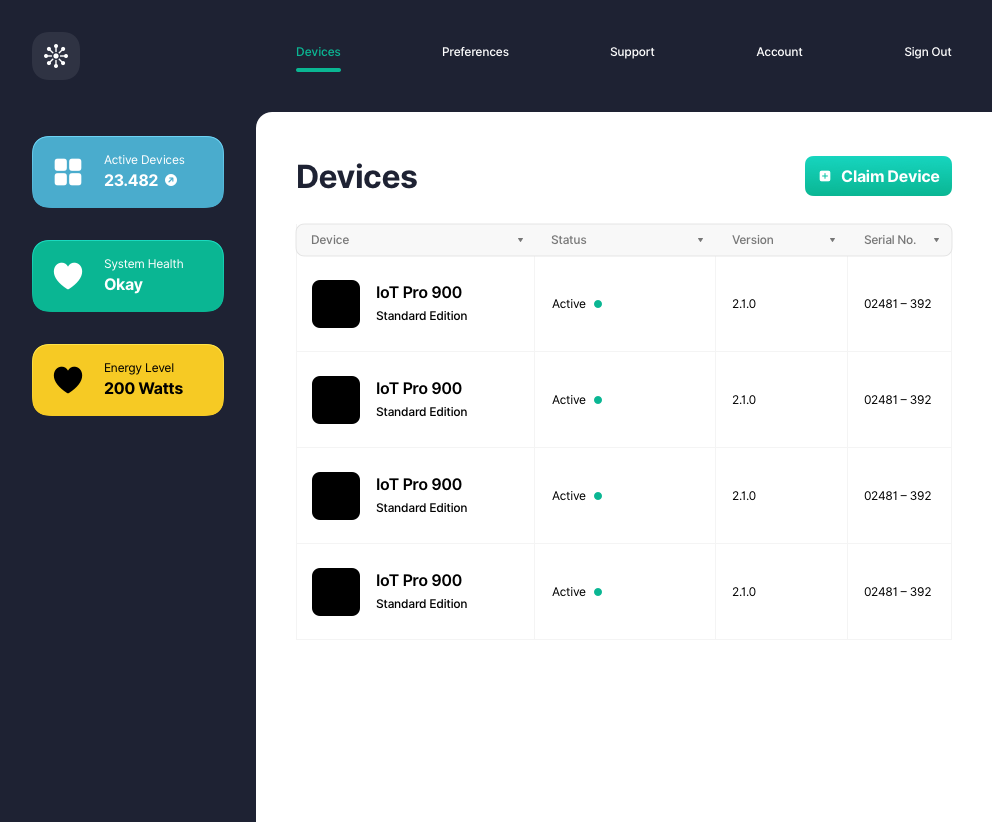 Devices Preferences Support Account Sign Out
Active Devices
23.482
System Health
Okay
Energy Level
200 Watts
Devices
Claim Device
Device Status Version Serial No.
IoT Pro 900
Standard Edition
Active 2.1.0 02481 – 392
IoT Pro 900
Standard Edition
Active 2.1.0 02481 – 392
IoT Pro 900
Standard Edition
Active 2.1.0 02481 – 392
IoT Pro 900
Standard Edition
Active 2.1.0 02481 – 392